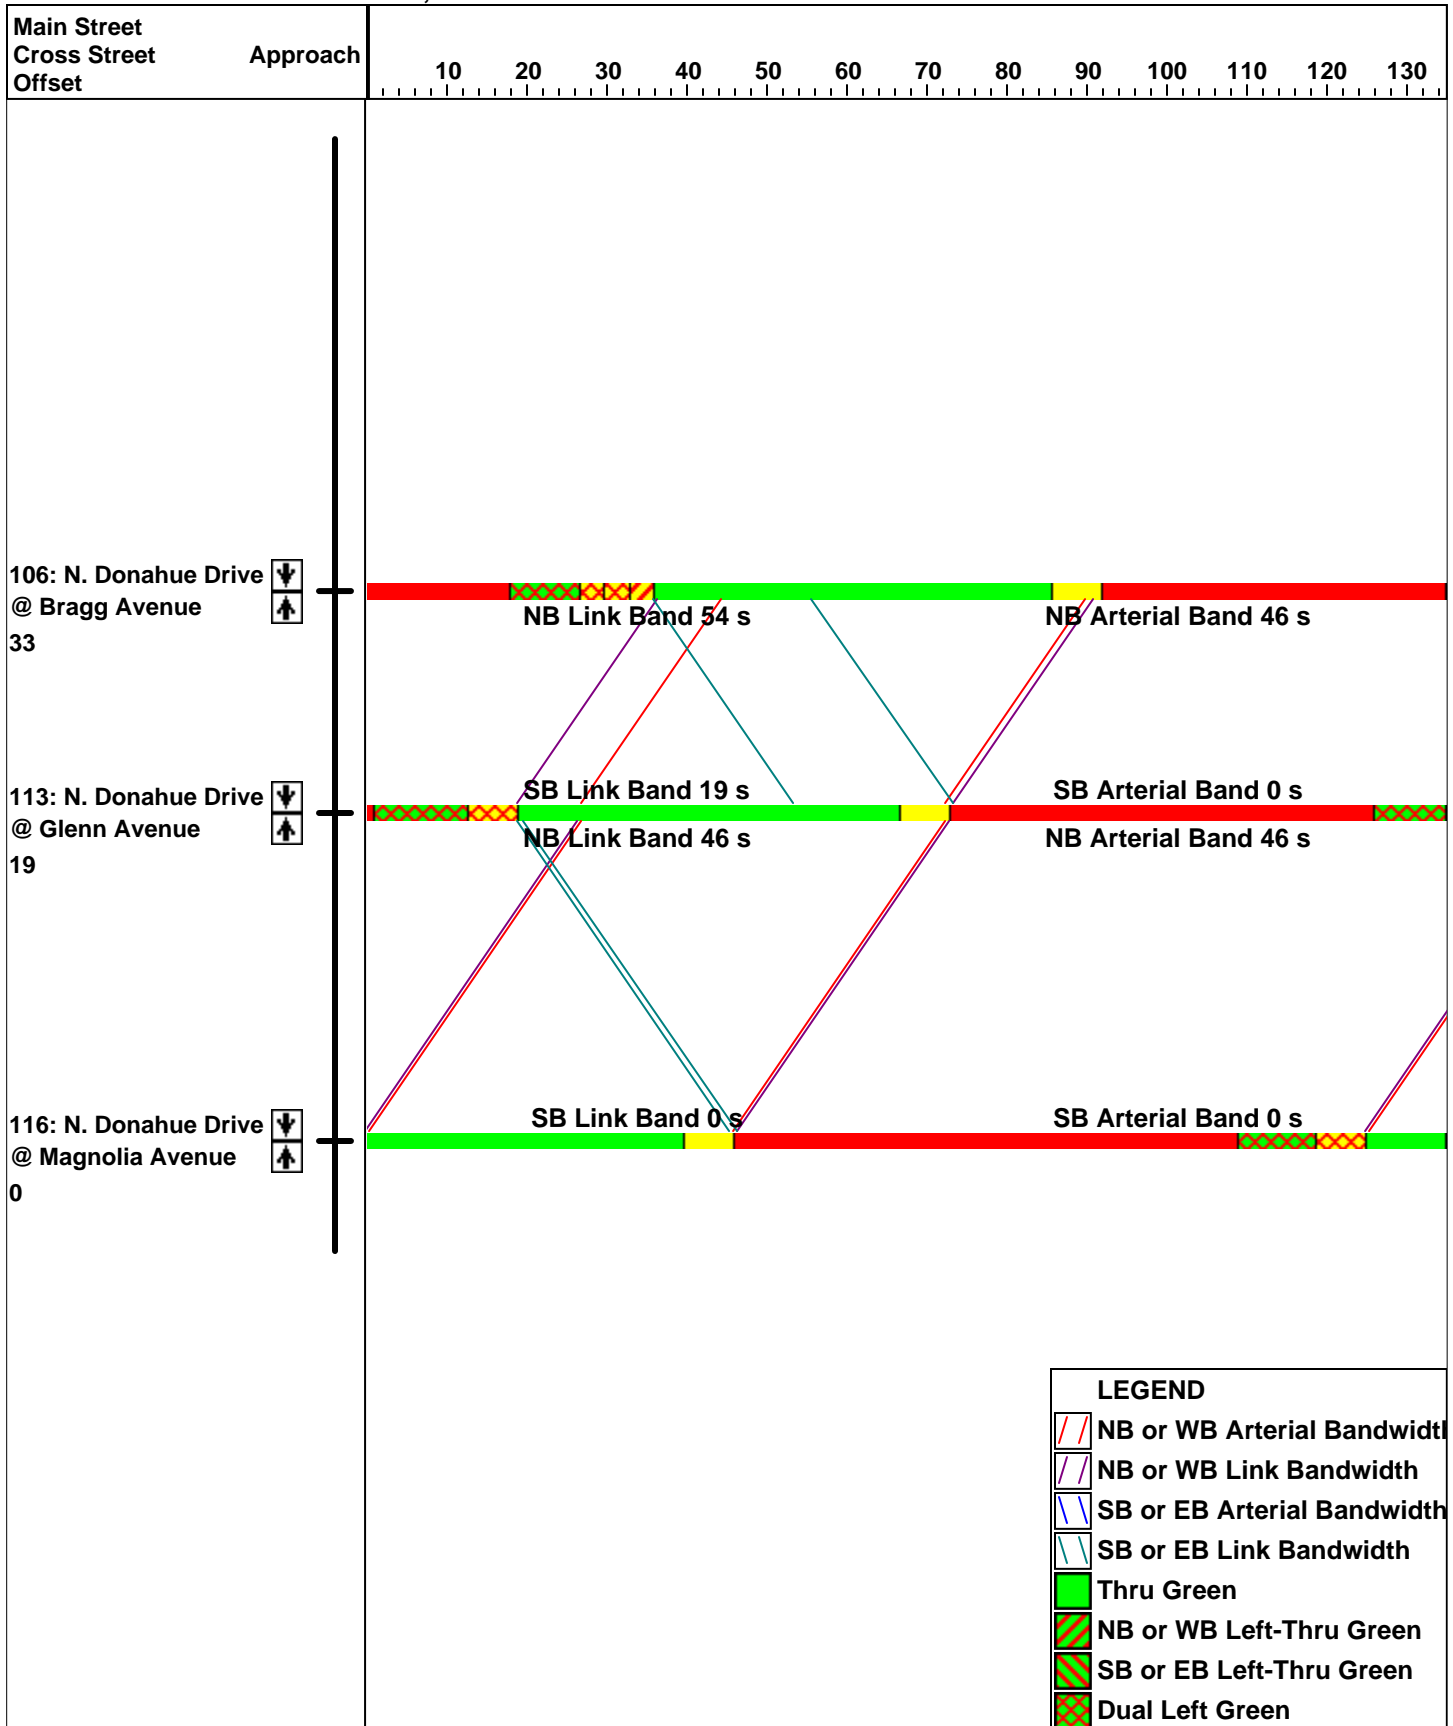 Main Street
Cross Street Approach
Offset
10 20 30 40 50 60 70 80 90 100 110 120 130
106: N. Donahue Drive
@ Bragg Avenue
33
NB Link Band 54 s NB Arterial Band 46 s
SB Link Band 19 s SB Arterial Band 0 s
113: N. Donahue Drive
@ Glenn Avenue
19
NB Link Band 46 s NB Arterial Band 46 s
SB Link Band 0 s SB Arterial Band 0 s
116: N. Donahue Drive
@ Magnolia Avenue
0
LEGEND
NB or WB Arterial Bandwidth
NB or WB Link Bandwidth
SB or EB Arterial Bandwidth
SB or EB Link Bandwidth
Thru Green
NB or WB Left-Thru Green
SB or EB Left-Thru Green
Dual Left Green